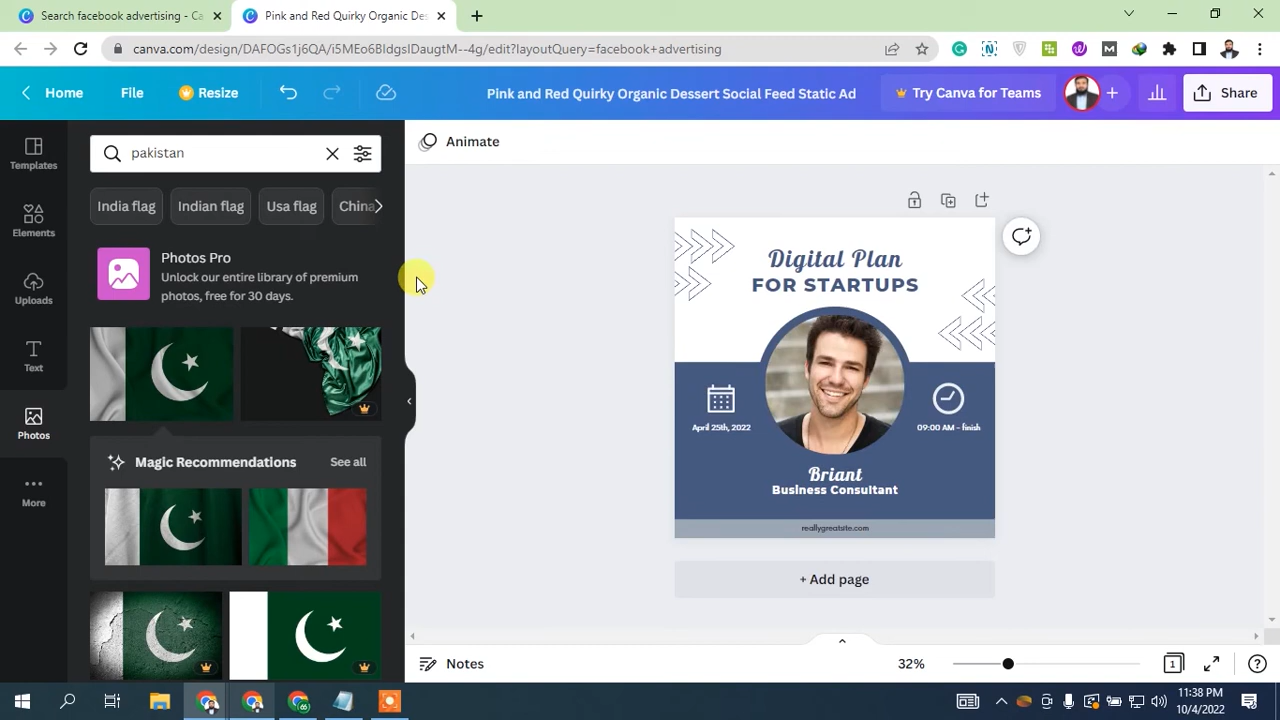 Search facebook advertising - Ca
Pink and Red Quirky Organic Des
canva.com/design/DAFOGs1j6QA/i5MEo6BldgslDaugtM--4g/edit?layoutQuery=facebook+advertising
Home
File
Resize
Pink and Red Quirky Organic Dessert Social Feed Static Ad
Try Canva for Teams
Share
Templates
Elements
Uploads
Text
Photos
More
pakistan
India flag
Indian flag
Usa flag
China
Photos Pro
Unlock our entire library of premium
photos, free for 30 days.
Magic Recommendations
See all
Animate
Digital Plan
FOR STARTUPS
April 25th, 2022
09:00 AM - finish
Briant
Business Consultant
reallygreatsite.com
+ Add page
Notes
32%
1
11:38 PM
10/4/2022